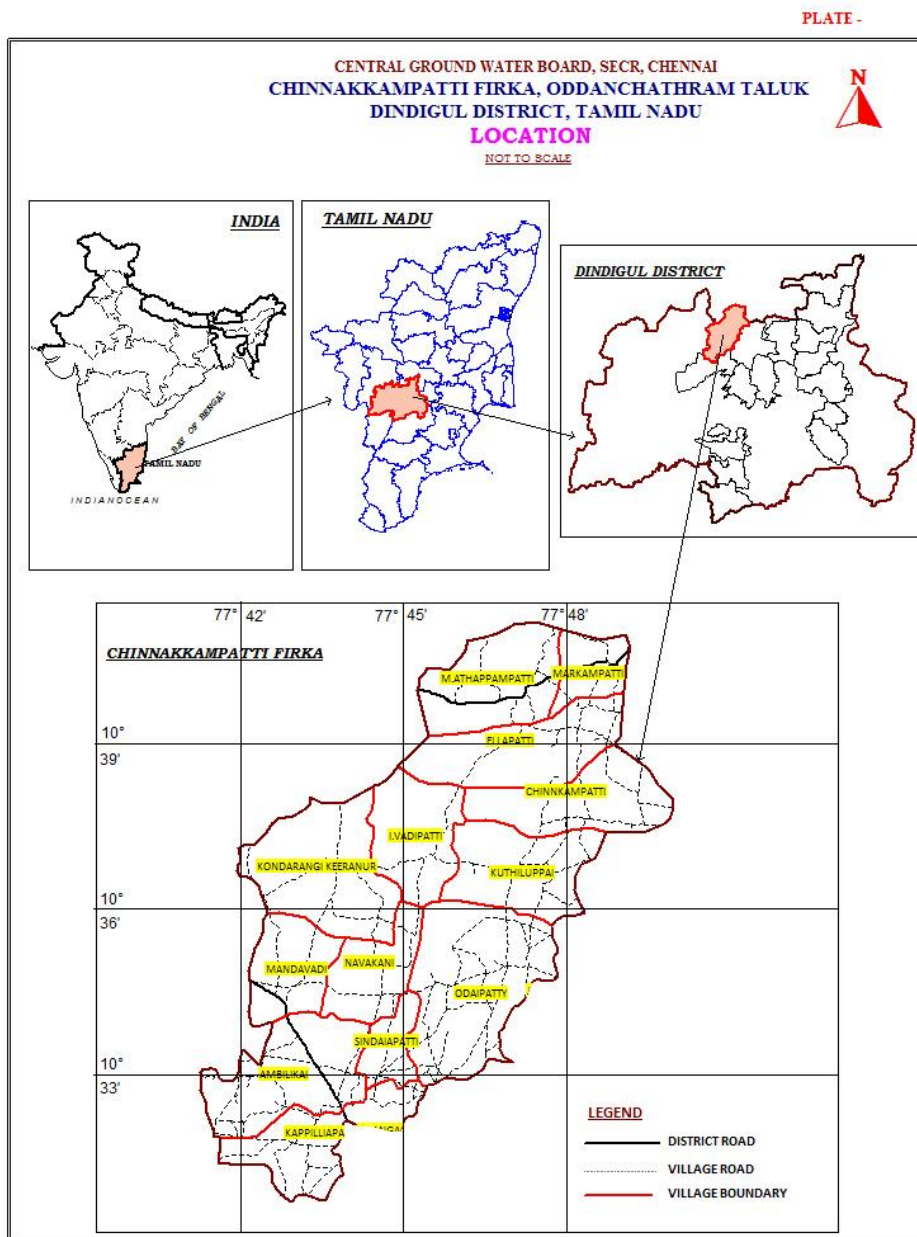 PLATE -
CENTRAL GROUND WATER BOARD, SECR, CHENNAI
CHINNAKKAMPATTI FIRKA, ODDANCHATHRAM TALUK
DINDIGUL DISTRICT, TAMIL NADU
LOCATION
NOT TO SCALE
N
INDIA
BAY OF BENGAL
TAMIL NADU
INDIAN OCEAN
TAMIL NADU
DINDIGUL DISTRICT
77° 42' 77° 45' 77° 48'
CHINNAKKAMPATTI FIRKA
M.ATHAPPAMPATTI
MARKAMPATTI
ELLAPATTI
10°
39'
CHINNKAMPATTI
I.VADIPATTI
KONDARANGI KEERANUR
KUTHILUPPAI
10°
36'
NAVAKANI
MANDAVADI
ODAIPATTY
SINDAIAPATTI
10°
33'
AMBILIKAI
KAPPILLIAPA
LEGEND
DISTRICT ROAD
VILLAGE ROAD
VILLAGE BOUNDARY